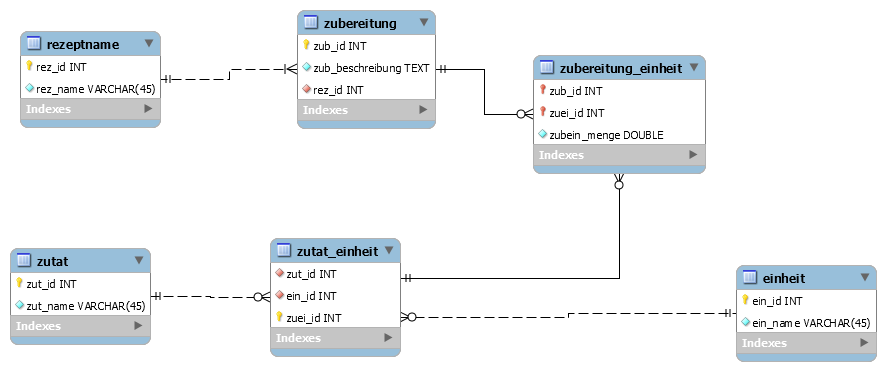 rezeptname
rez_id INT
rez_name VARCHAR(45)
Indexes
zubereitung
zub_id INT
zub_beschreibung TEXT
rez_id INT
Indexes
zubereitung_einheit
zub_id INT
zuei_id INT
zubein_menge DOUBLE
Indexes
zutat
zut_id INT
zut_name VARCHAR(45)
Indexes
zutat_einheit
zut_id INT
ein_id INT
zuei_id INT
Indexes
einheit
ein_id INT
ein_name VARCHAR(45)
Indexes